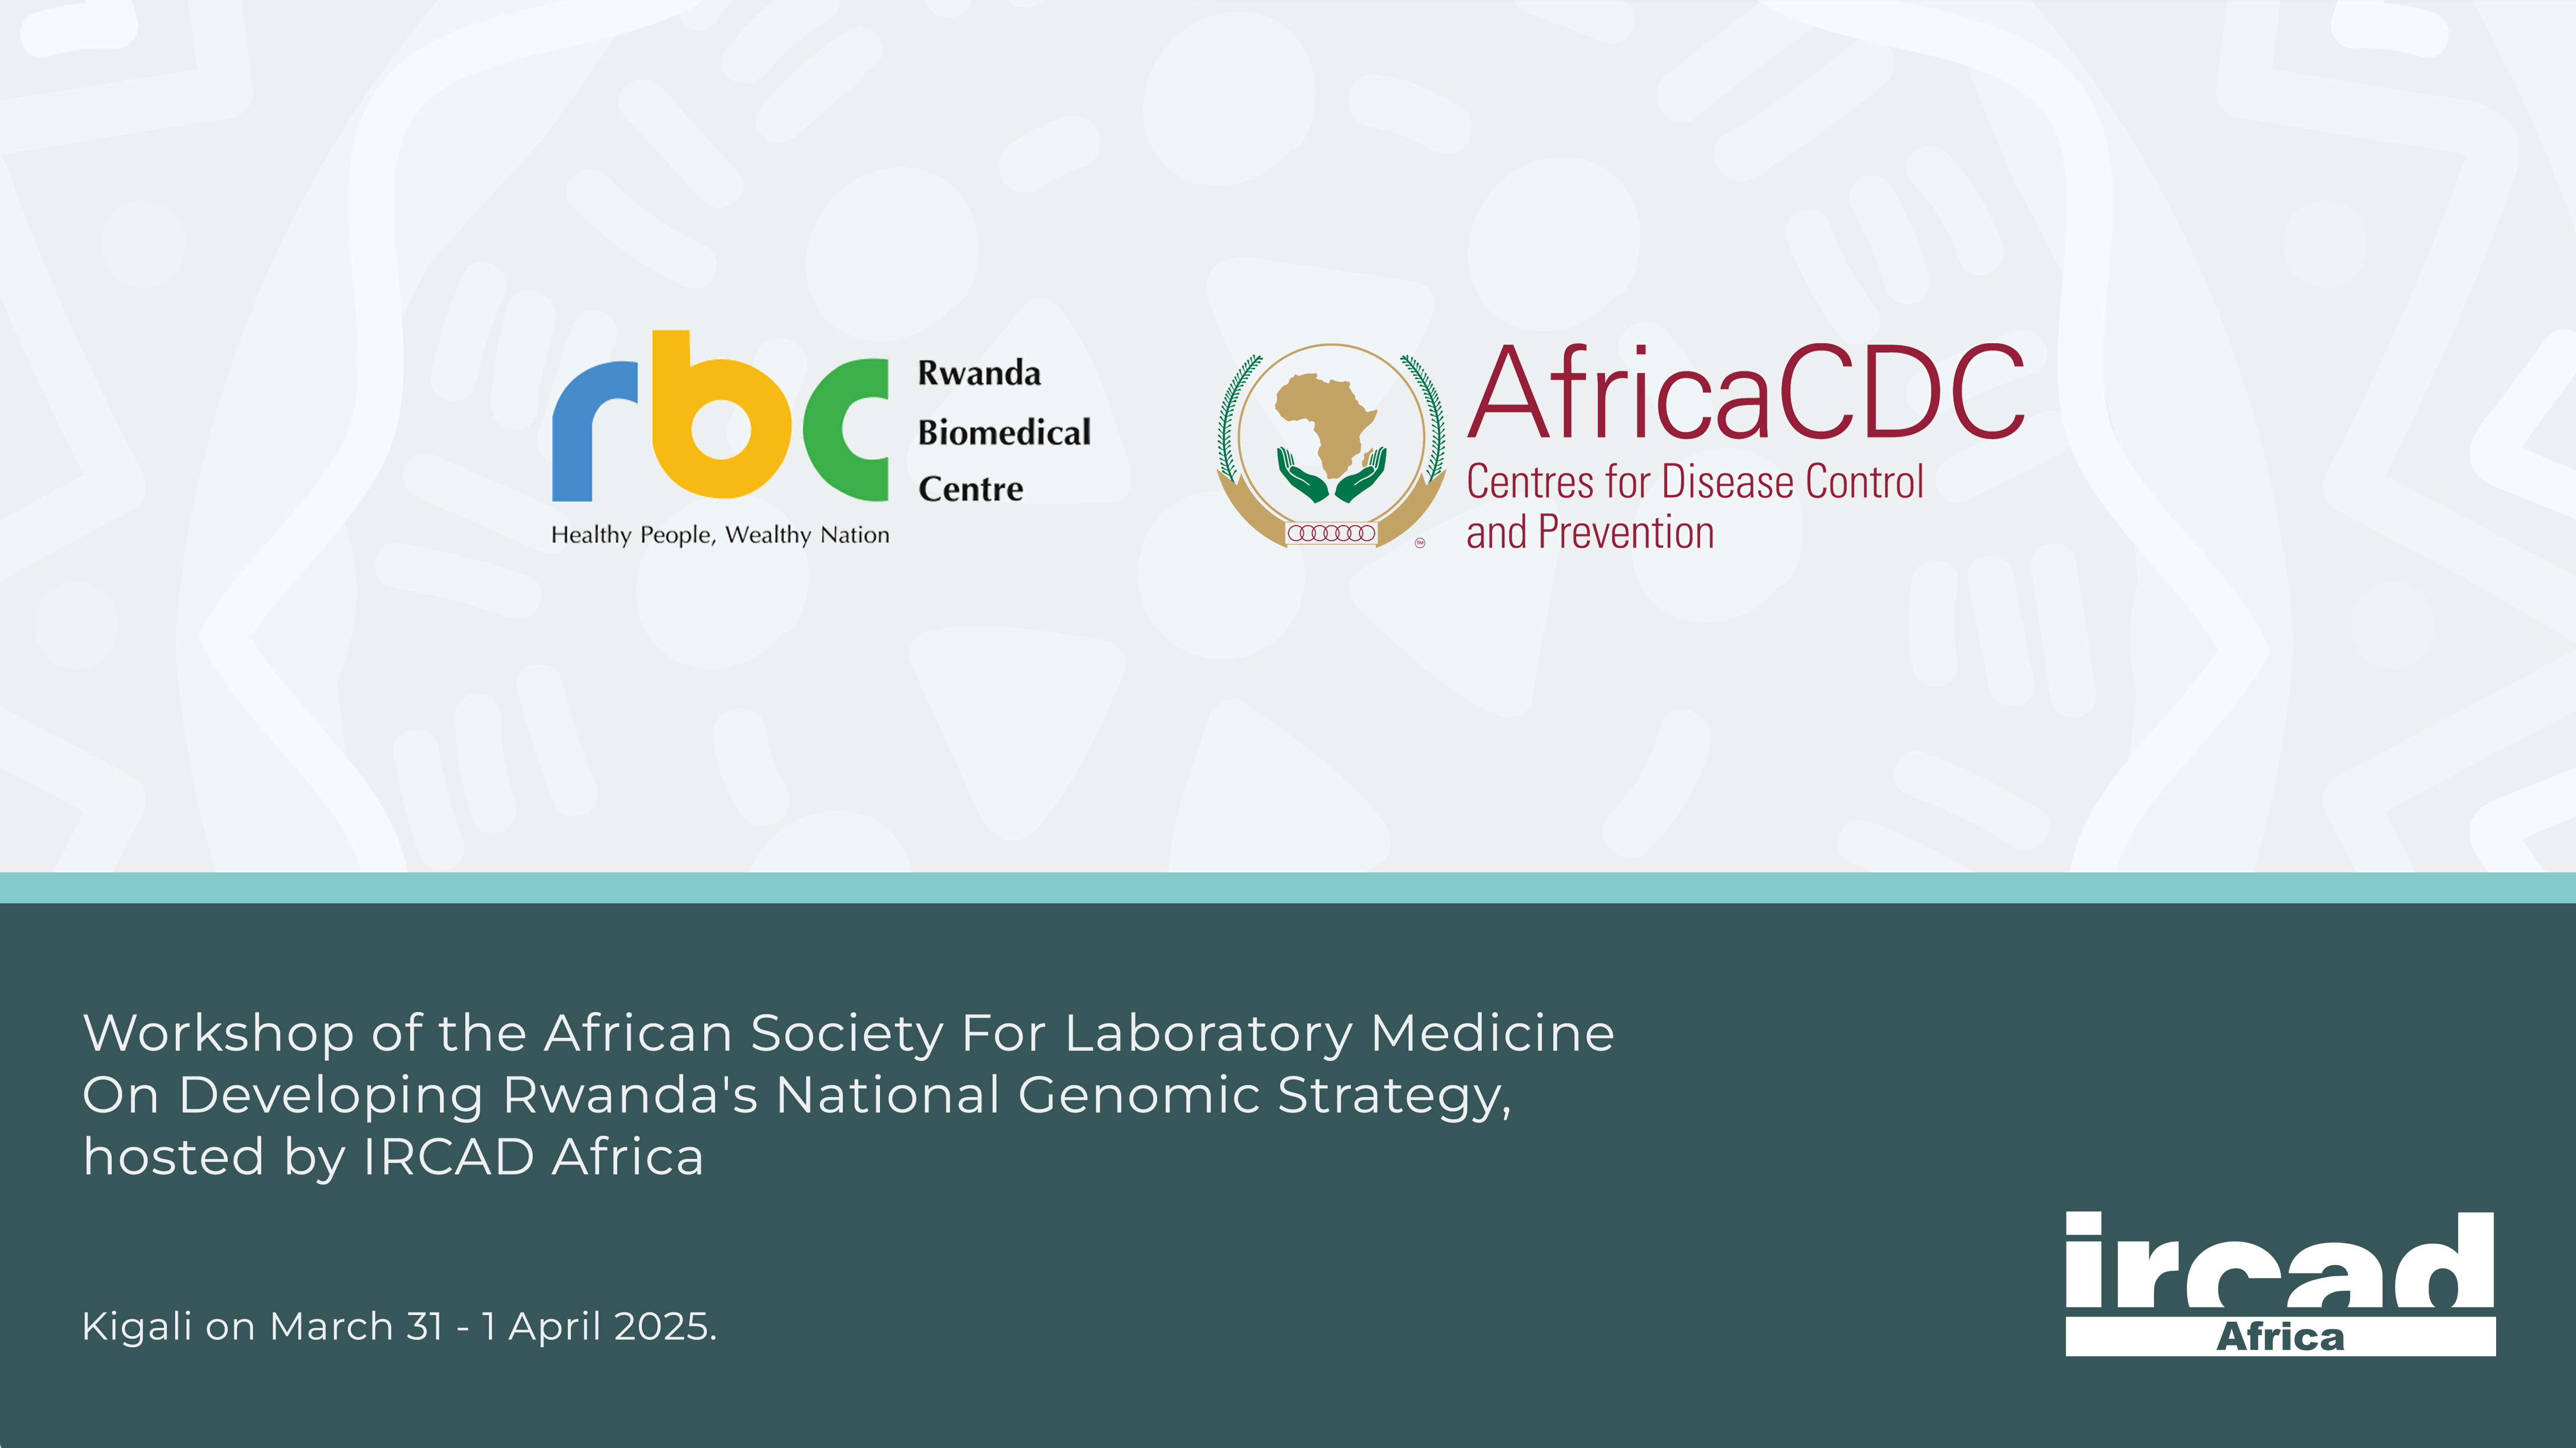 rbc
Rwanda
Biomedical
Centre
Healthy People, Wealthy Nation
AfricaCDC
Centres for Disease Control
and Prevention
TM
Workshop of the African Society For Laboratory Medicine
On Developing Rwanda's National Genomic Strategy,
hosted by IRCAD Africa
Kigali on March 31 - 1 April 2025.
ircad
Africa